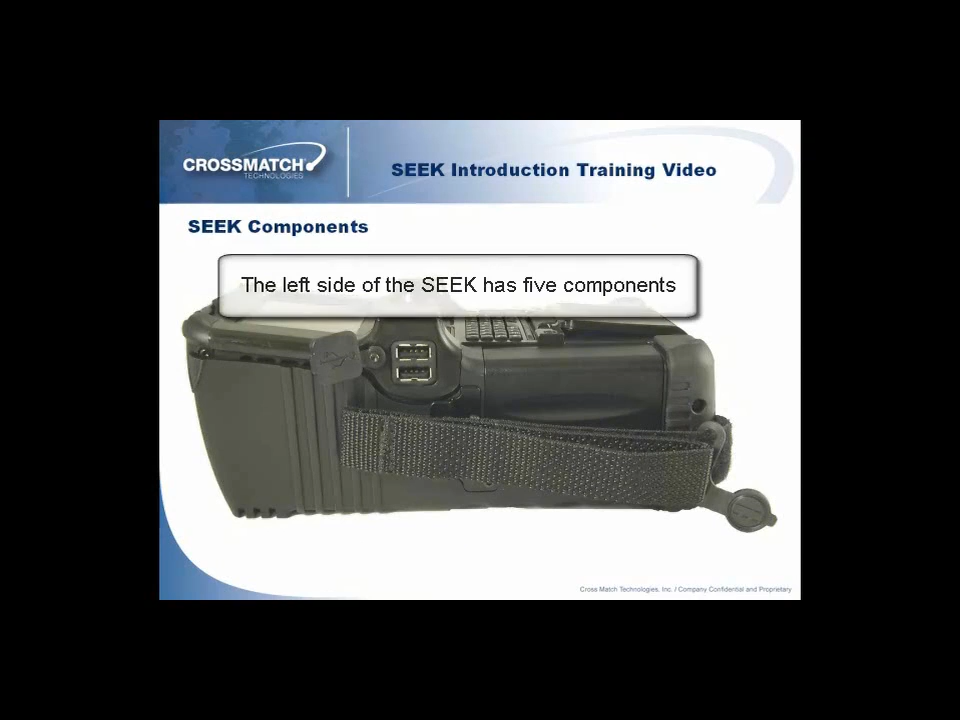 CROSSMATCH
TECHNOLOGIES
SEEK Introduction Training Video
SEEK Components
The left side of the SEEK has five components
Cross Match Technologies, Inc. / Company Confidential and Proprietary